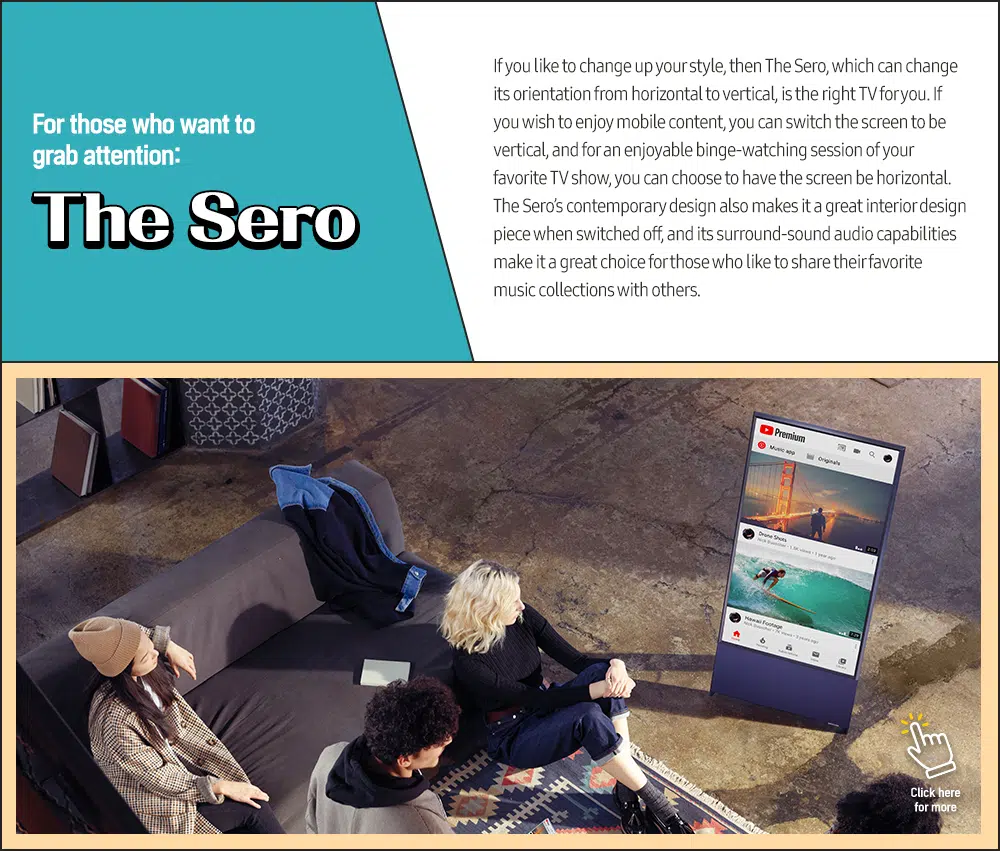 For those who want to
grab attention:
The Sero
If you like to change up your style, then The Sero, which can change
its orientation from horizontal to vertical, is the right TV for you. If
you wish to enjoy mobile content, you can switch the screen to be
vertical, and for an enjoyable binge-watching session of your
favorite TV show, you can choose to have the screen be horizontal.
The Sero's contemporary design also makes it a great interior design
piece when switched off, and its surround-sound audio capabilities
make it a great choice for those who like to share their favorite
music collections with others.
Premium
Music app Originals
Drone Shots
Hawaii Footage
Click here
for more